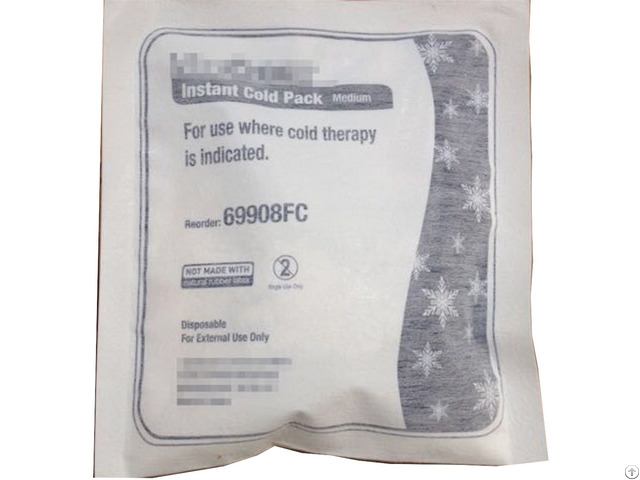 Instant Cold Pack Medium
For use where cold therapy
is indicated.
Reorder: 69908FC
NOT MADE WITH
natural rubber latex
2
Single Use Only
Disposable
For External Use Only